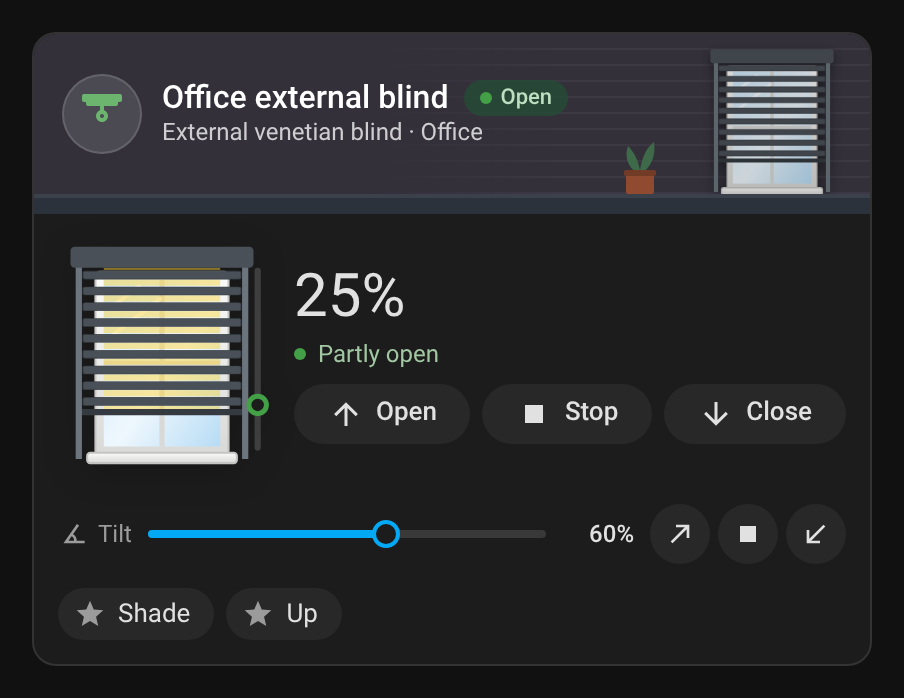 Office external blind
Open
External venetian blind · Office
25%
Partly open
Open
Stop
Close
Tilt
60%
Shade
Up